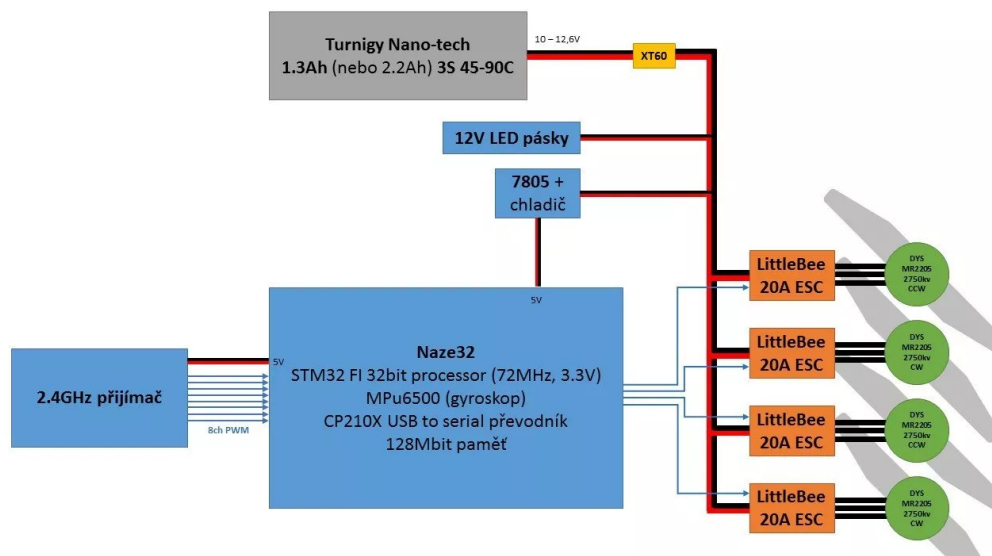 Turnigy Nano-tech
1.3Ah (nebo 2.2Ah) 3S 45-90C
10 – 12,6V
XT60
12V LED pásky
7805 +
chladič
5V
LittleBee
20A ESC
DYS
MR2205
2750kv
CCW
Naze32
STM32 FI 32bit processor (72MHz, 3.3V)
MPu6500 (gyroskop)
CP210X USB to serial převodník
128Mbit paměť
5V
2.4GHz přijímač
8ch PWM
LittleBee
20A ESC
DYS
MR2205
2750kv
CW
LittleBee
20A ESC
DYS
MR2205
2750kv
CCW
LittleBee
20A ESC
DYS
MR2205
2750kv
CW